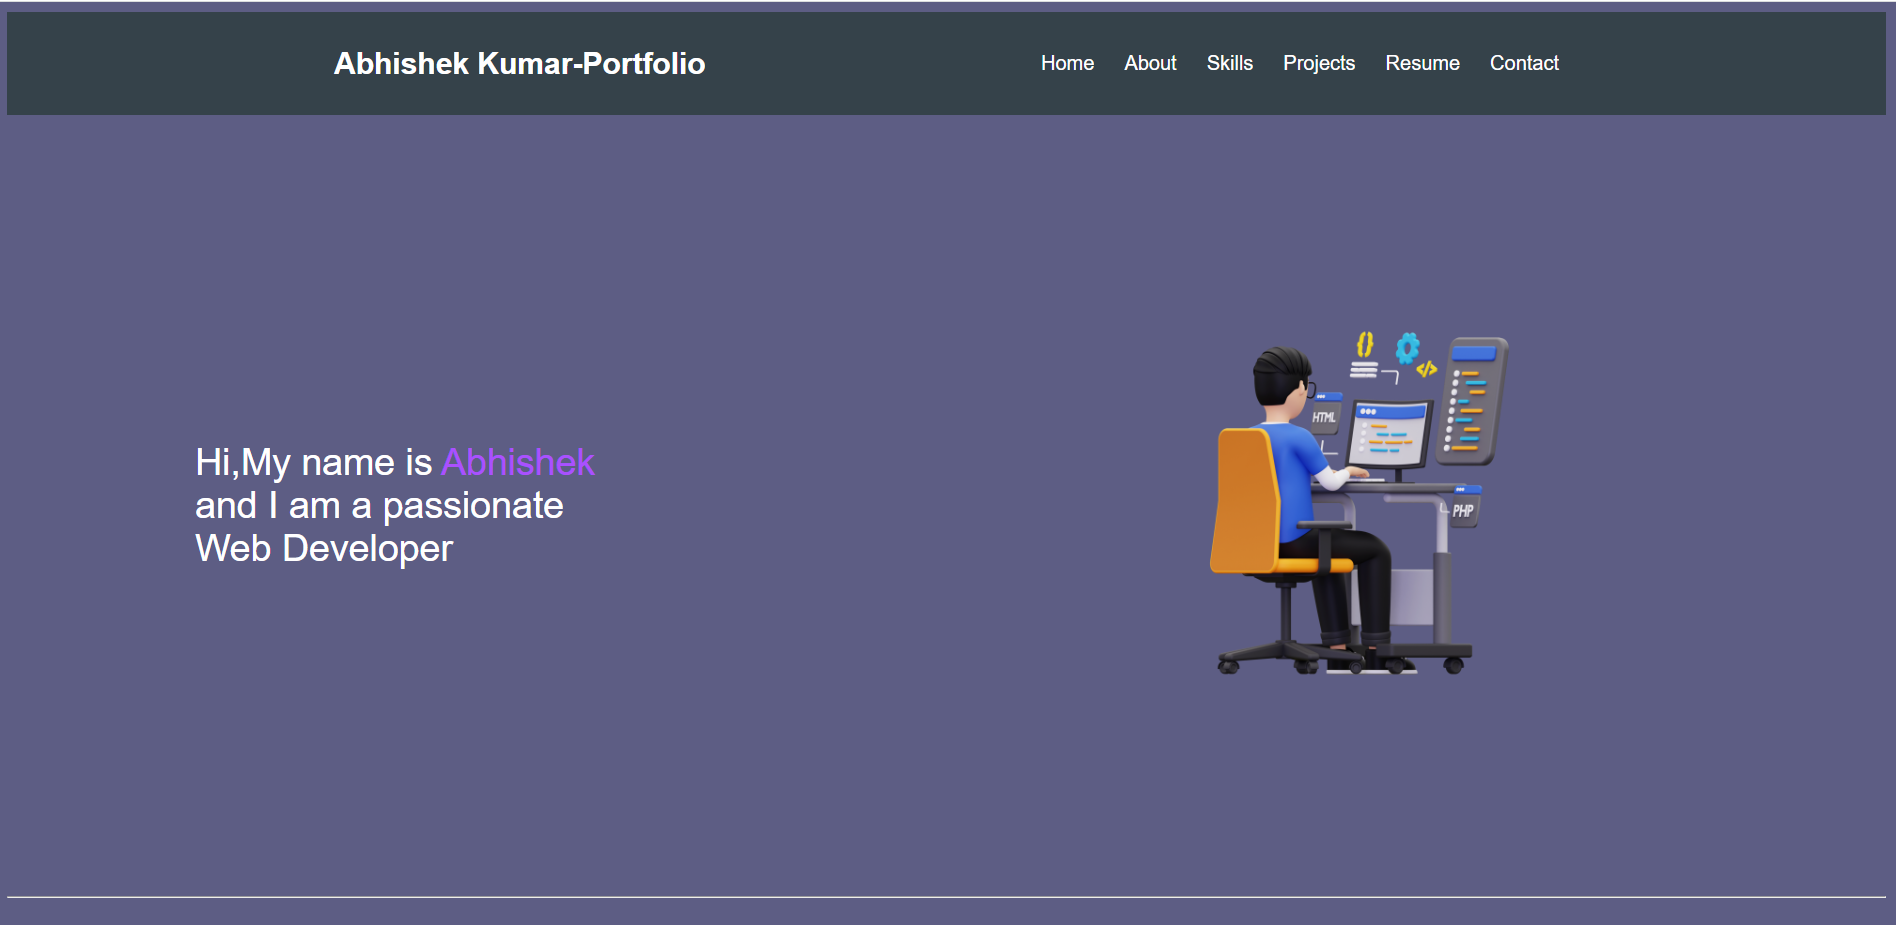 Abhishek Kumar-Portfolio
Home About Skills Projects Resume Contact
Hi,My name is Abhishek
and I am a passionate
Web Developer
{}
</>
HTML
PHP